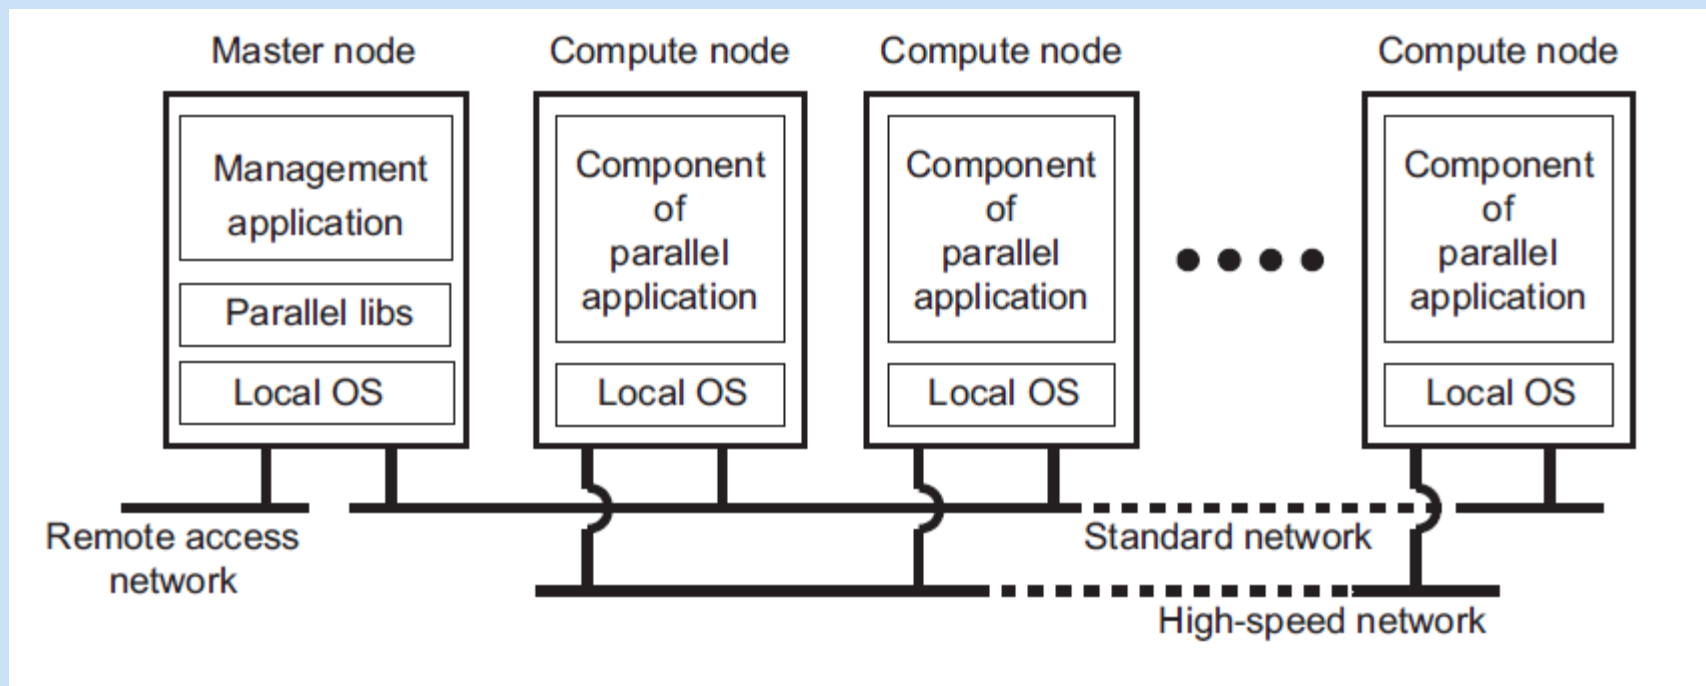 Master node
Compute node
Compute node
Compute node
Management
application
Parallel libs
Local OS
Component
of
parallel
application
Local OS
Component
of
parallel
application
Local OS
Component
of
parallel
application
Local OS
Remote access
network
Standard network
High-speed network